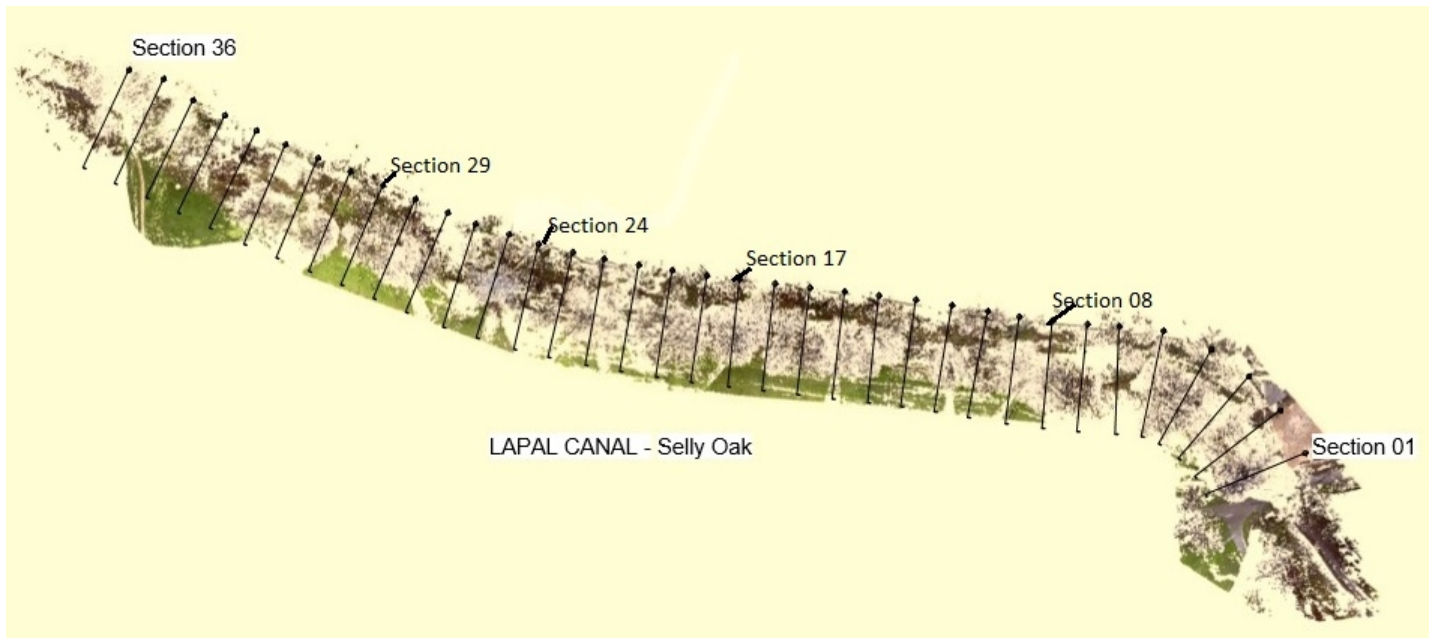 Section 36
Section 29
Section 24
Section 17
Section 08
LAPAL CANAL - Selly Oak
Section 01